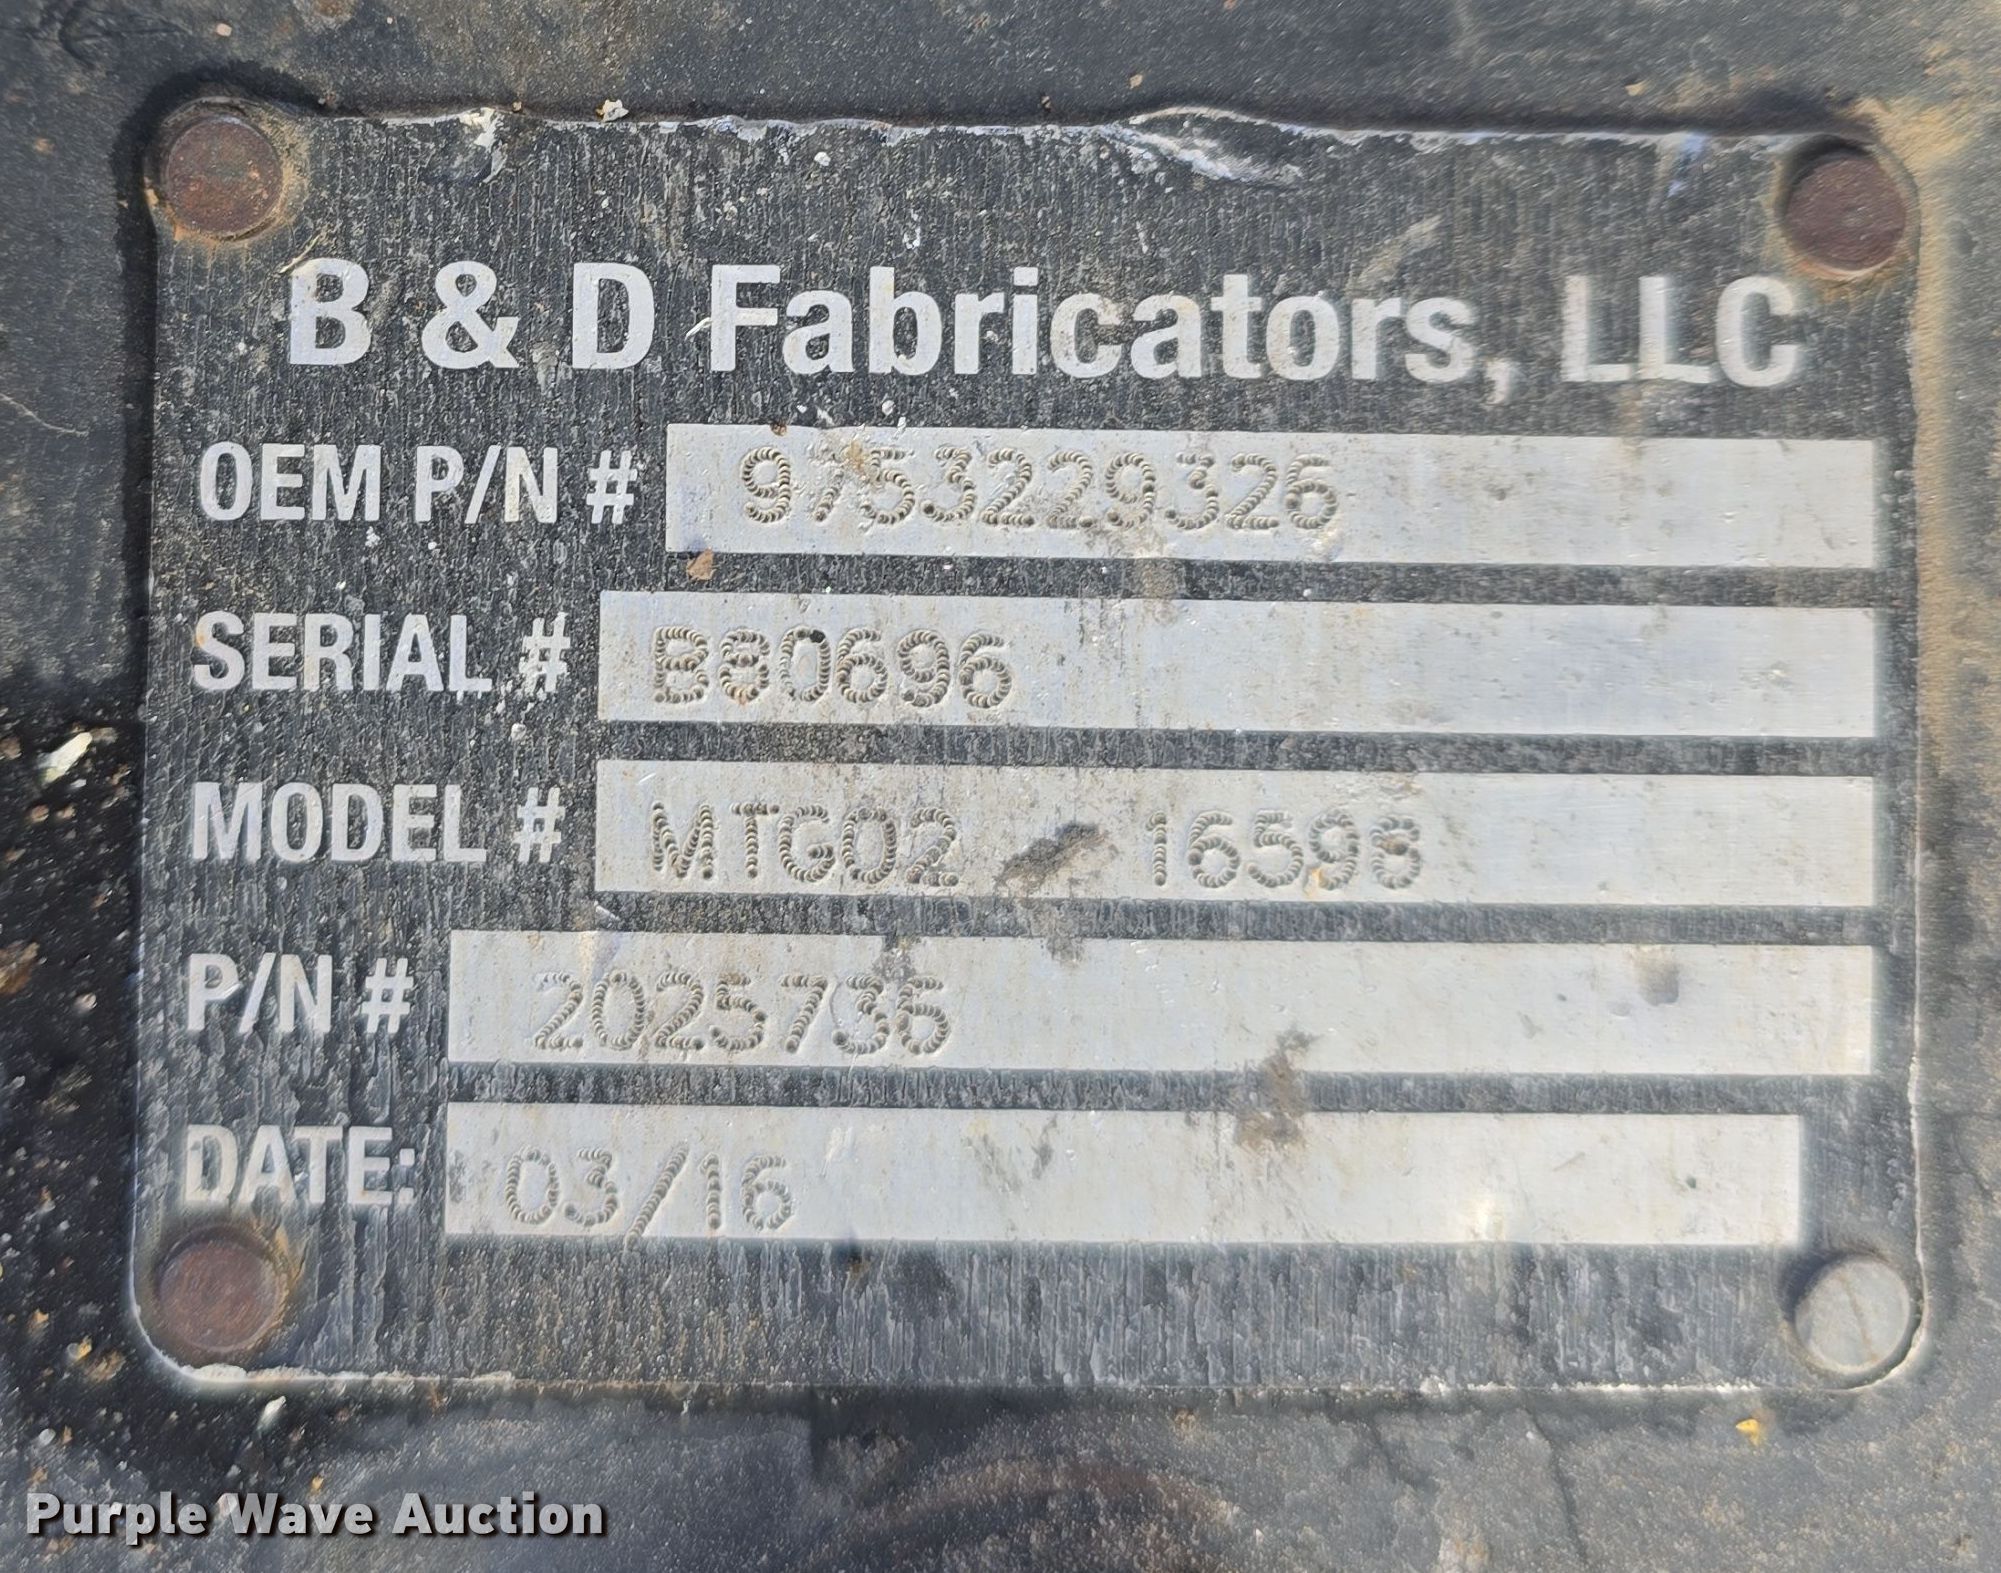 B & D Fabricators, LLC
OEM P/N # 9753229326
SERIAL # B80696
MODEL # MTG02 16598
P/N # 2025736
DATE: 03/16
Purple Wave Auction